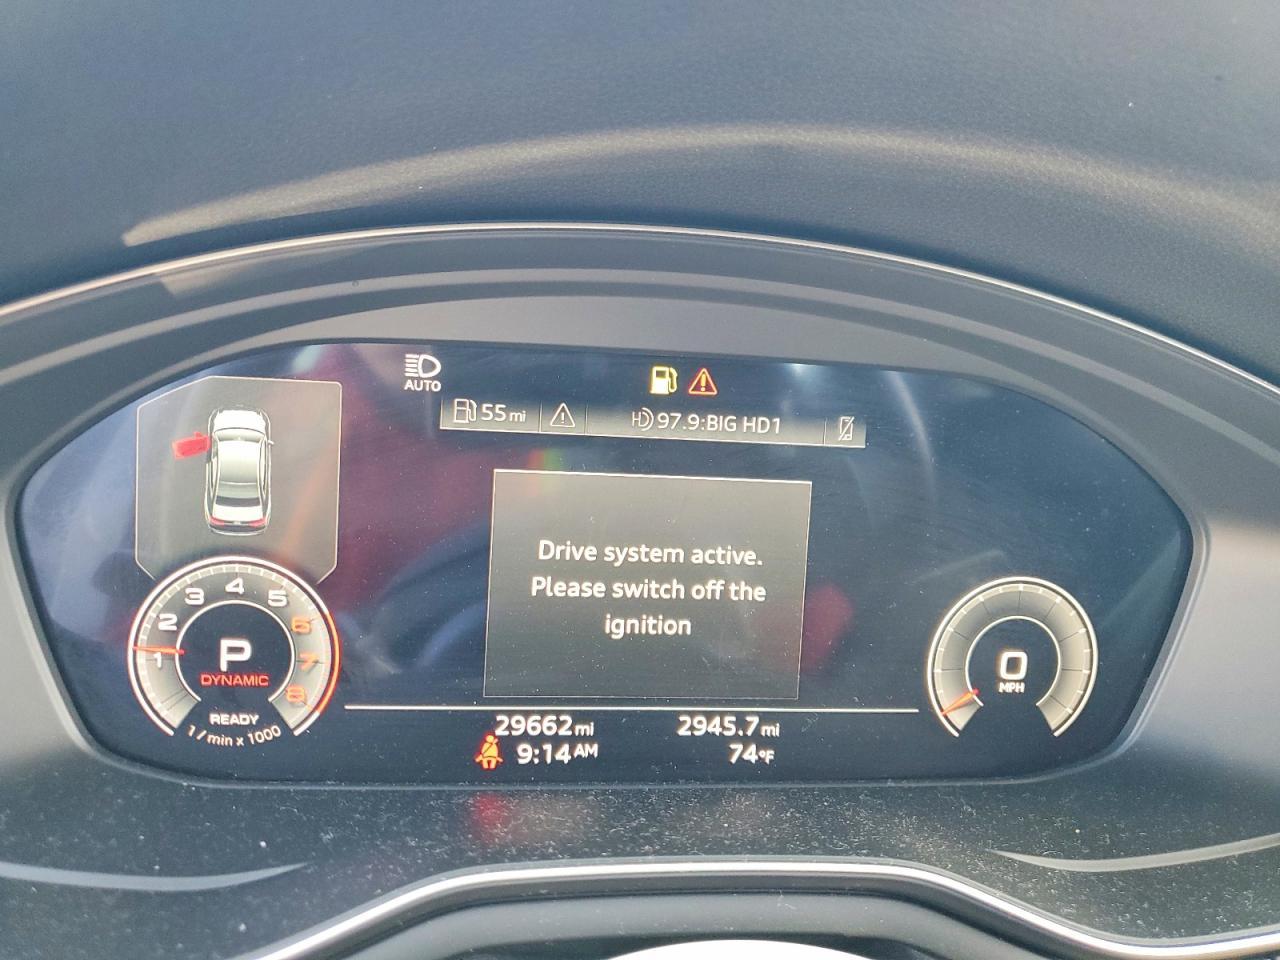 AUTO
55 mi
HD 97.9:BIG HD1
Drive system active.
Please switch off the
ignition
1 2 3 4 5 6 7 8
P
DYNAMIC
READY
1/min x 1000
0
MPH
29662 mi
2945.7 mi
9:14 AM
74°F